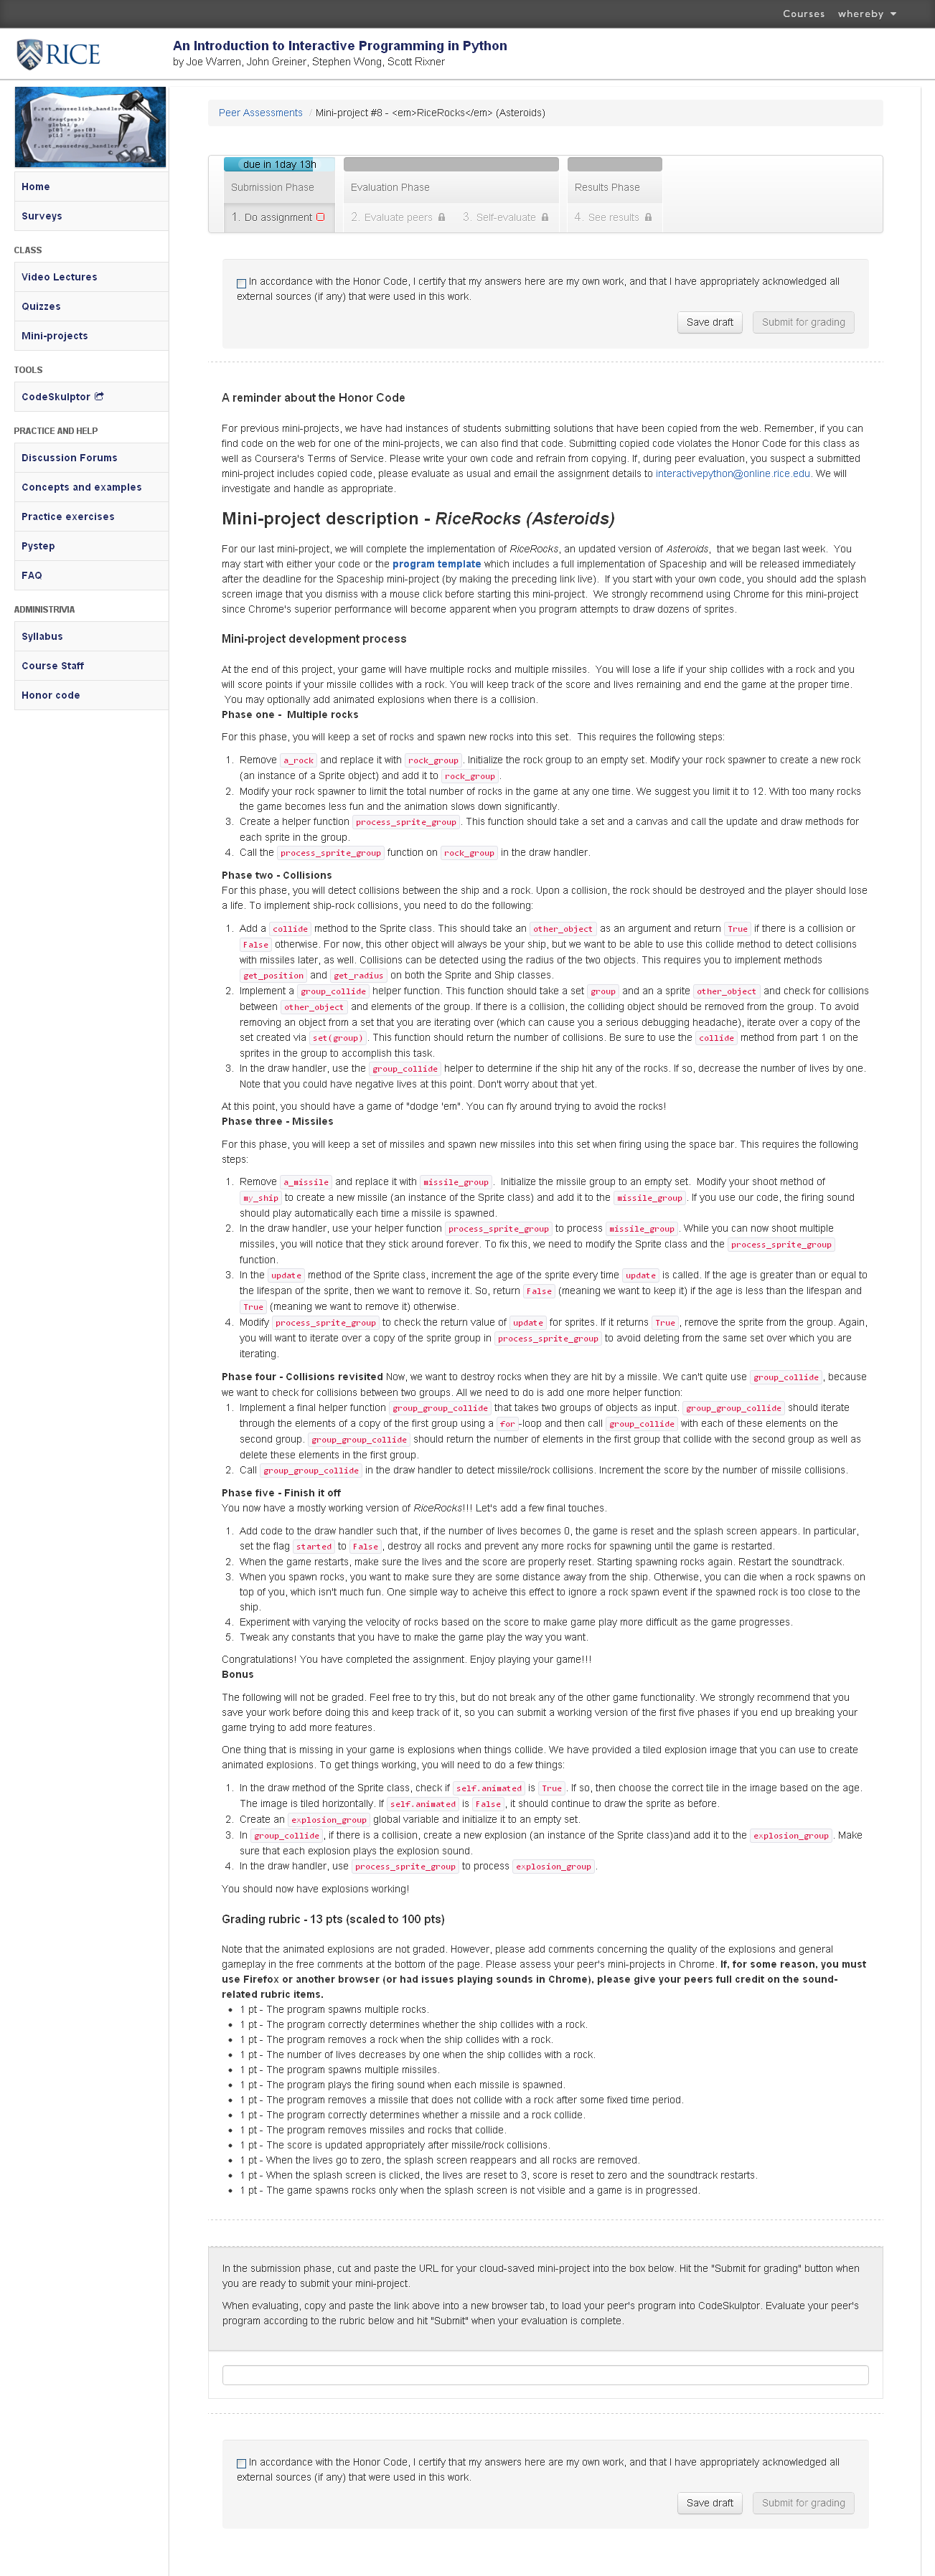 Courses whereby
RICE
An Introduction to Interactive Programming in Python
by Joe Warren, John Greiner, Stephen Wong, Scott Rixner
Home
Surveys
CLASS
Video Lectures
Quizzes
Mini-projects
TOOLS
CodeSkulptor
PRACTICE AND HELP
Discussion Forums
Concepts and examples
Practice exercises
Pystep
FAQ
ADMINISTRIVIA
Syllabus
Course Staff
Honor code
Peer Assessments / Mini-project #8 - <em>RiceRocks</em> (Asteroids)
due in 1day 13h
Submission Phase
Evaluation Phase
Results Phase
1. Do assignment
2. Evaluate peers
3. Self-evaluate
4. See results
In accordance with the Honor Code, I certify that my answers here are my own work, and that I have appropriately acknowledged all
external sources (if any) that were used in this work.
Save draft
Submit for grading
A reminder about the Honor Code
For previous mini-projects, we have had instances of students submitting solutions that have been copied from the web. Remember, if you can
find code on the web for one of the mini-projects, we can also find that code. Submitting copied code violates the Honor Code for this class as
well as Coursera's Terms of Service. Please write your own code and refrain from copying. If, during peer evaluation, you suspect a submitted
mini-project includes copied code, please evaluate as usual and email the assignment details to interactivepython@online.rice.edu. We will
investigate and handle as appropriate.
Mini-project description - RiceRocks (Asteroids)
For our last mini-project, we will complete the implementation of RiceRocks, an updated version of Asteroids, that we began last week. You
may start with either your code or the program template which includes a full implementation of Spaceship and will be released immediately
after the deadline for the Spaceship mini-project (by making the preceding link live). If you start with your own code, you should add the splash
screen image that you dismiss with a mouse click before starting this mini-project. We strongly recommend using Chrome for this mini-project
since Chrome's superior performance will become apparent when you program attempts to draw dozens of sprites.
Mini-project development process
At the end of this project, your game will have multiple rocks and multiple missiles. You will lose a life if your ship collides with a rock and you
will score points if your missile collides with a rock. You will keep track of the score and lives remaining and end the game at the proper time.
You may optionally add animated explosions when there is a collision.
Phase one - Multiple rocks
For this phase, you will keep a set of rocks and spawn new rocks into this set. This requires the following steps:
1. Remove a_rock and replace it with rock_group. Initialize the rock group to an empty set. Modify your rock spawner to create a new rock
(an instance of a Sprite object) and add it to rock_group.
2. Modify your rock spawner to limit the total number of rocks in the game at any one time. We suggest you limit it to 12. With too many rocks
the game becomes less fun and the animation slows down significantly.
3. Create a helper function process_sprite_group. This function should take a set and a canvas and call the update and draw methods for
each sprite in the group.
4. Call the process_sprite_group function on rock_group in the draw handler.
Phase two - Collisions
For this phase, you will detect collisions between the ship and a rock. Upon a collision, the rock should be destroyed and the player should lose
a life. To implement ship-rock collisions, you need to do the following:
1. Add a collide method to the Sprite class. This should take an other_object as an argument and return True if there is a collision or
False otherwise. For now, this other object will always be your ship, but we want to be able to use this collide method to detect collisions
with missiles later, as well. Collisions can be detected using the radius of the two objects. This requires you to implement methods
get_position and get_radius on both the Sprite and Ship classes.
2. Implement a group_collide helper function. This function should take a set group and an a sprite other_object and check for collisions
between other_object and elements of the group. If there is a collision, the colliding object should be removed from the group. To avoid
removing an object from a set that you are iterating over (which can cause you a serious debugging headache), iterate over a copy of the
set created via set(group). This function should return the number of collisions. Be sure to use the collide method from part 1 on the
sprites in the group to accomplish this task.
3. In the draw handler, use the group_collide helper to determine if the ship hit any of the rocks. If so, decrease the number of lives by one.
Note that you could have negative lives at this point. Don't worry about that yet.
At this point, you should have a game of "dodge 'em". You can fly around trying to avoid the rocks!
Phase three - Missiles
For this phase, you will keep a set of missiles and spawn new missiles into this set when firing using the space bar. This requires the following
steps:
1. Remove a_missile and replace it with missile_group. Initialize the missile group to an empty set. Modify your shoot method of
my_ship to create a new missile (an instance of the Sprite class) and add it to the missile_group. If you use our code, the firing sound
should play automatically each time a missile is spawned.
2. In the draw handler, use your helper function process_sprite_group to process missile_group. While you can now shoot multiple
missiles, you will notice that they stick around forever. To fix this, we need to modify the Sprite class and the process_sprite_group
function.
3. In the update method of the Sprite class, increment the age of the sprite every time update is called. If the age is greater than or equal to
the lifespan of the sprite, then we want to remove it. So, return False (meaning we want to keep it) if the age is less than the lifespan and
True (meaning we want to remove it) otherwise.
4. Modify process_sprite_group to check the return value of update for sprites. If it returns True, remove the sprite from the group. Again,
you will want to iterate over a copy of the sprite group in process_sprite_group to avoid deleting from the same set over which you are
iterating.
Phase four - Collisions revisited Now, we want to destroy rocks when they are hit by a missile. We can't quite use group_collide, because
we want to check for collisions between two groups. All we need to do is add one more helper function:
1. Implement a final helper function group_group_collide that takes two groups of objects as input. group_group_collide should iterate
through the elements of a copy of the first group using a for-loop and then call group_collide with each of these elements on the
second group. group_group_collide should return the number of elements in the first group that collide with the second group as well as
delete these elements in the first group.
2. Call group_group_collide in the draw handler to detect missile/rock collisions. Increment the score by the number of missile collisions.
Phase five - Finish it off
You now have a mostly working version of RiceRocks!!! Let's add a few final touches.
1. Add code to the draw handler such that, if the number of lives becomes 0, the game is reset and the splash screen appears. In particular,
set the flag started to False, destroy all rocks and prevent any more rocks for spawning until the game is restarted.
2. When the game restarts, make sure the lives and the score are properly reset. Starting spawning rocks again. Restart the soundtrack.
3. When you spawn rocks, you want to make sure they are some distance away from the ship. Otherwise, you can die when a rock spawns on
top of you, which isn't much fun. One simple way to acheive this effect to ignore a rock spawn event if the spawned rock is too close to the
ship.
4. Experiment with varying the velocity of rocks based on the score to make game play more difficult as the game progresses.
5. Tweak any constants that you have to make the game play the way you want.
Congratulations! You have completed the assignment. Enjoy playing your game!!!
Bonus
The following will not be graded. Feel free to try this, but do not break any of the other game functionality. We strongly recommend that you
save your work before doing this and keep track of it, so you can submit a working version of the first five phases if you end up breaking your
game trying to add more features.
One thing that is missing in your game is explosions when things collide. We have provided a tiled explosion image that you can use to create
animated explosions. To get things working, you will need to do a few things:
1. In the draw method of the Sprite class, check if self.animated is True. If so, then choose the correct tile in the image based on the age.
The image is tiled horizontally. If self.animated is False, it should continue to draw the sprite as before.
2. Create an explosion_group global variable and initialize it to an empty set.
3. In group_collide, if there is a collision, create a new explosion (an instance of the Sprite class)and add it to the explosion_group. Make
sure that each explosion plays the explosion sound.
4. In the draw handler, use process_sprite_group to process explosion_group.
You should now have explosions working!
Grading rubric - 13 pts (scaled to 100 pts)
Note that the animated explosions are not graded. However, please add comments concerning the quality of the explosions and general
gameplay in the free comments at the bottom of the page. Please assess your peer's mini-projects in Chrome. If, for some reason, you must
use Firefox or another browser (or had issues playing sounds in Chrome), please give your peers full credit on the sound-
related rubric items.
• 1 pt - The program spawns multiple rocks.
• 1 pt - The program correctly determines whether the ship collides with a rock.
• 1 pt - The program removes a rock when the ship collides with a rock.
• 1 pt - The number of lives decreases by one when the ship collides with a rock.
• 1 pt - The program spawns multiple missiles.
• 1 pt - The program plays the firing sound when each missile is spawned.
• 1 pt - The program removes a missile that does not collide with a rock after some fixed time period.
• 1 pt - The program correctly determines whether a missile and a rock collide.
• 1 pt - The program removes missiles and rocks that collide.
• 1 pt - The score is updated appropriately after missile/rock collisions.
• 1 pt - When the lives go to zero, the splash screen reappears and all rocks are removed.
• 1 pt - When the splash screen is clicked, the lives are reset to 3, score is reset to zero and the soundtrack restarts.
• 1 pt - The game spawns rocks only when the splash screen is not visible and a game is in progressed.
In the submission phase, cut and paste the URL for your cloud-saved mini-project into the box below. Hit the "Submit for grading" button when
you are ready to submit your mini-project.
When evaluating, copy and paste the link above into a new browser tab, to load your peer's program into CodeSkulptor. Evaluate your peer's
program according to the rubric below and hit "Submit" when your evaluation is complete.
In accordance with the Honor Code, I certify that my answers here are my own work, and that I have appropriately acknowledged all
external sources (if any) that were used in this work.
Save draft
Submit for grading